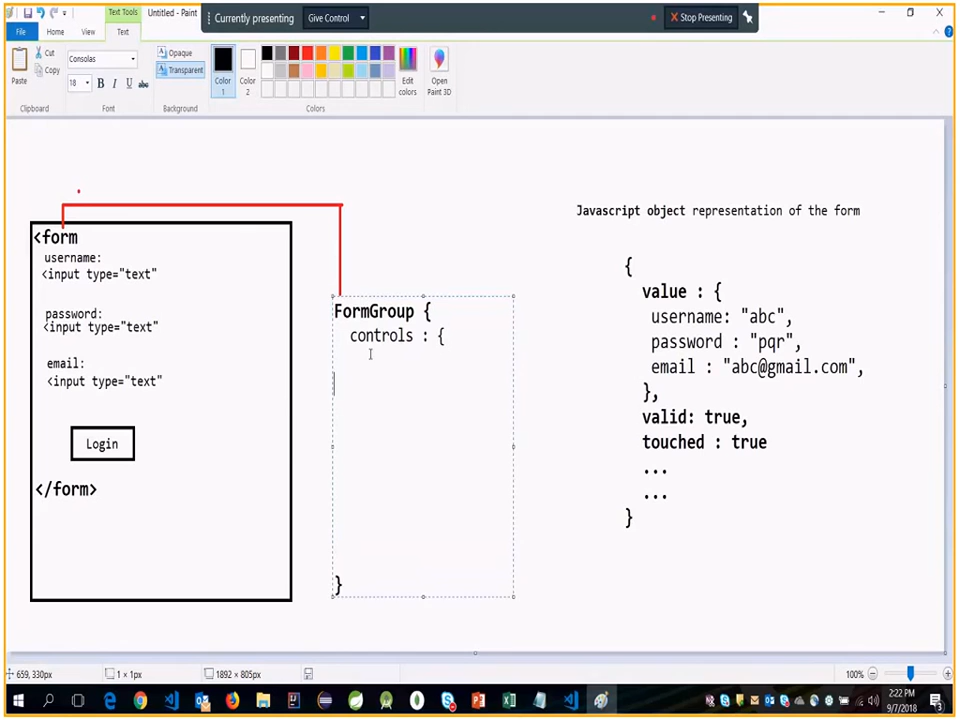 Text Tools
Untitled - Paint
Currently presenting
Give Control
Stop Presenting
File
Home
View
Text
Paste
Cut
Copy
Consolas
18
B I U abc
Opaque
Transparent
Color 1
Color 2
Edit colors
Open Paint 3D
Clipboard
Font
Background
Colors
<form
username:
<input type="text"
password:
<input type="text"
email:
<input type="text"
Login
</form>
FormGroup {
controls : {
}
Javascript object representation of the form
{
value : {
username: "abc",
password : "pqr",
email : "abc@gmail.com",
},
valid: true,
touched : true
...
...
}
659, 330px
1 × 1px
1892 × 805px
100%
2:22 PM
9/7/2018
3